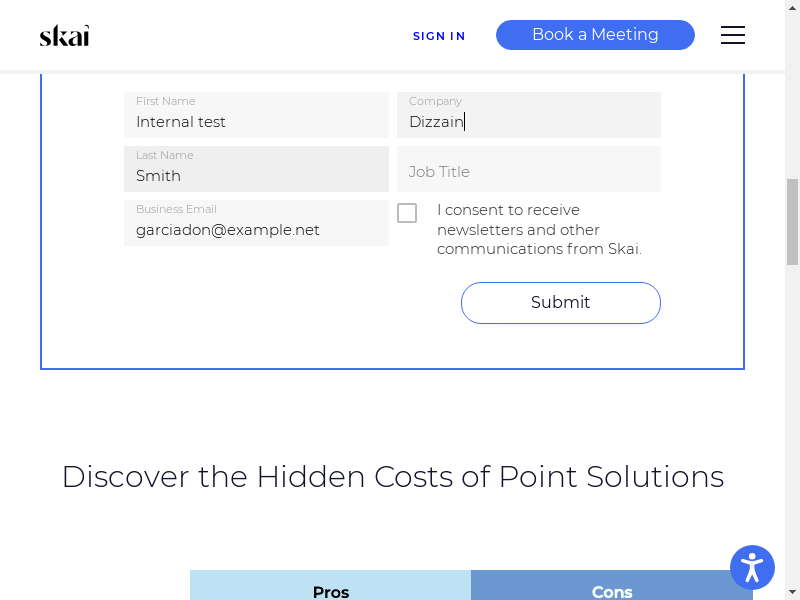 skai
SIGN IN
Book a Meeting
First Name
Internal test
Company
Dizzain
Last Name
Smith
Job Title
Business Email
garciadon@example.net
I consent to receive
newsletters and other
communications from Skai.
Submit
Discover the Hidden Costs of Point Solutions
Pros
Cons